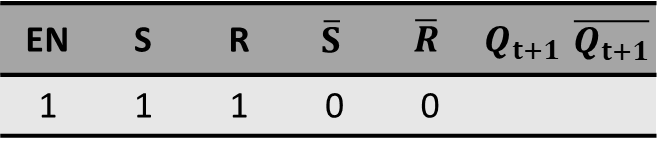 EN S R S̅ R̅ Qt+1 Q̅t+1
1 1 1 0 0